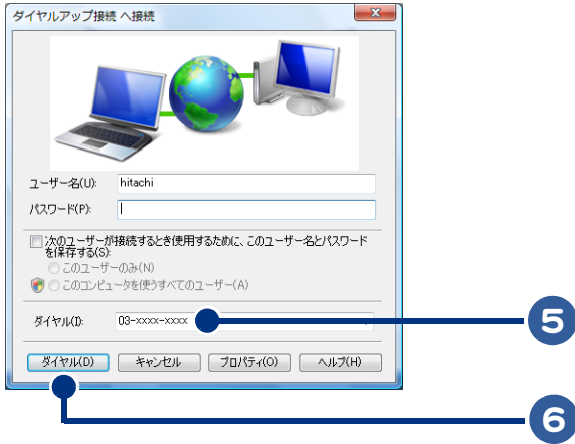 ダイヤルアップ接続 へ接続
ユーザー名(U):
hitachi
パスワード(P):
次のユーザーが接続するとき使用するために、このユーザー名とパスワード
を保存する(S):
このユーザーのみ(N)
このコンピュータを使うすべてのユーザー(A)
ダイヤル(I):
03-xxxx-xxxx
5
ダイヤル(D)
キャンセル
プロパティ(O)
ヘルプ(H)
6